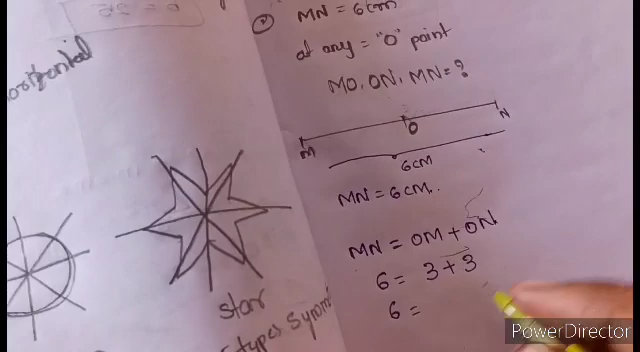 MN = 6cm
at any = "O" point
MO, ON, MN = ?
M O N
6CM
MN = 6CM.
MN = OM + ON
6 = 3 + 3
6 =
star
types
PowerDirector